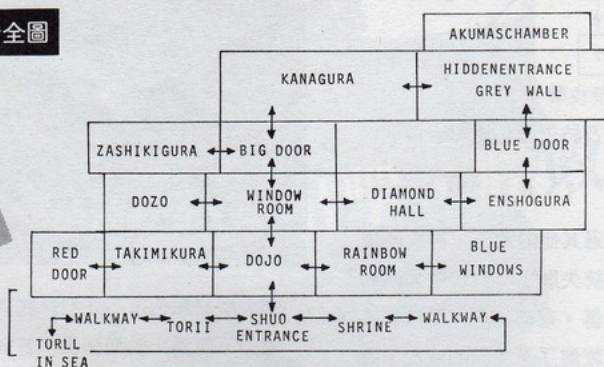 全圖
AKUMASCHAMBER
KANAGURA
HIDDENENTRANCE
GREY WALL
ZASHIKIGURA
BIG DOOR
BLUE DOOR
DOZO
WINDOW
ROOM
DIAMOND
HALL
ENSHOGURA
RED
DOOR
TAKIMIKURA
DOJO
RAINBOW
ROOM
BLUE
WINDOWS
WALKWAY
TORII
SHUO
ENTRANCE
SHRINE
WALKWAY
TORLL
IN SEA